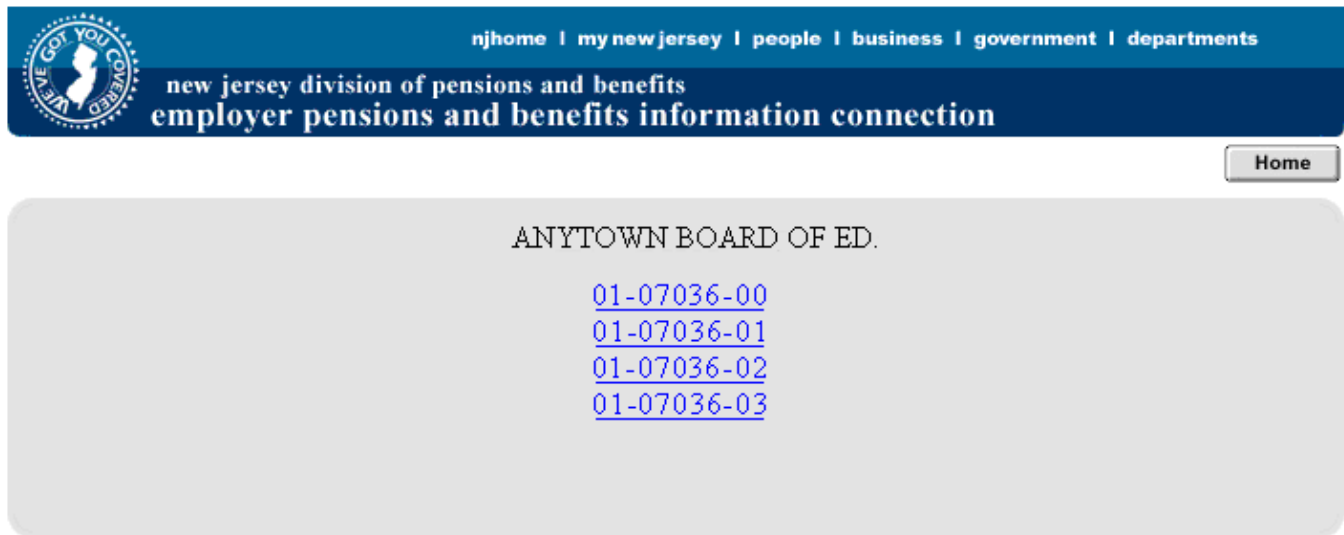 WE'VE GOT YOU COVERED
njhome | my new jersey | people | business | government | departments
new jersey division of pensions and benefits
employer pensions and benefits information connection
Home
ANYTOWN BOARD OF ED.
01-07036-00
01-07036-01
01-07036-02
01-07036-03